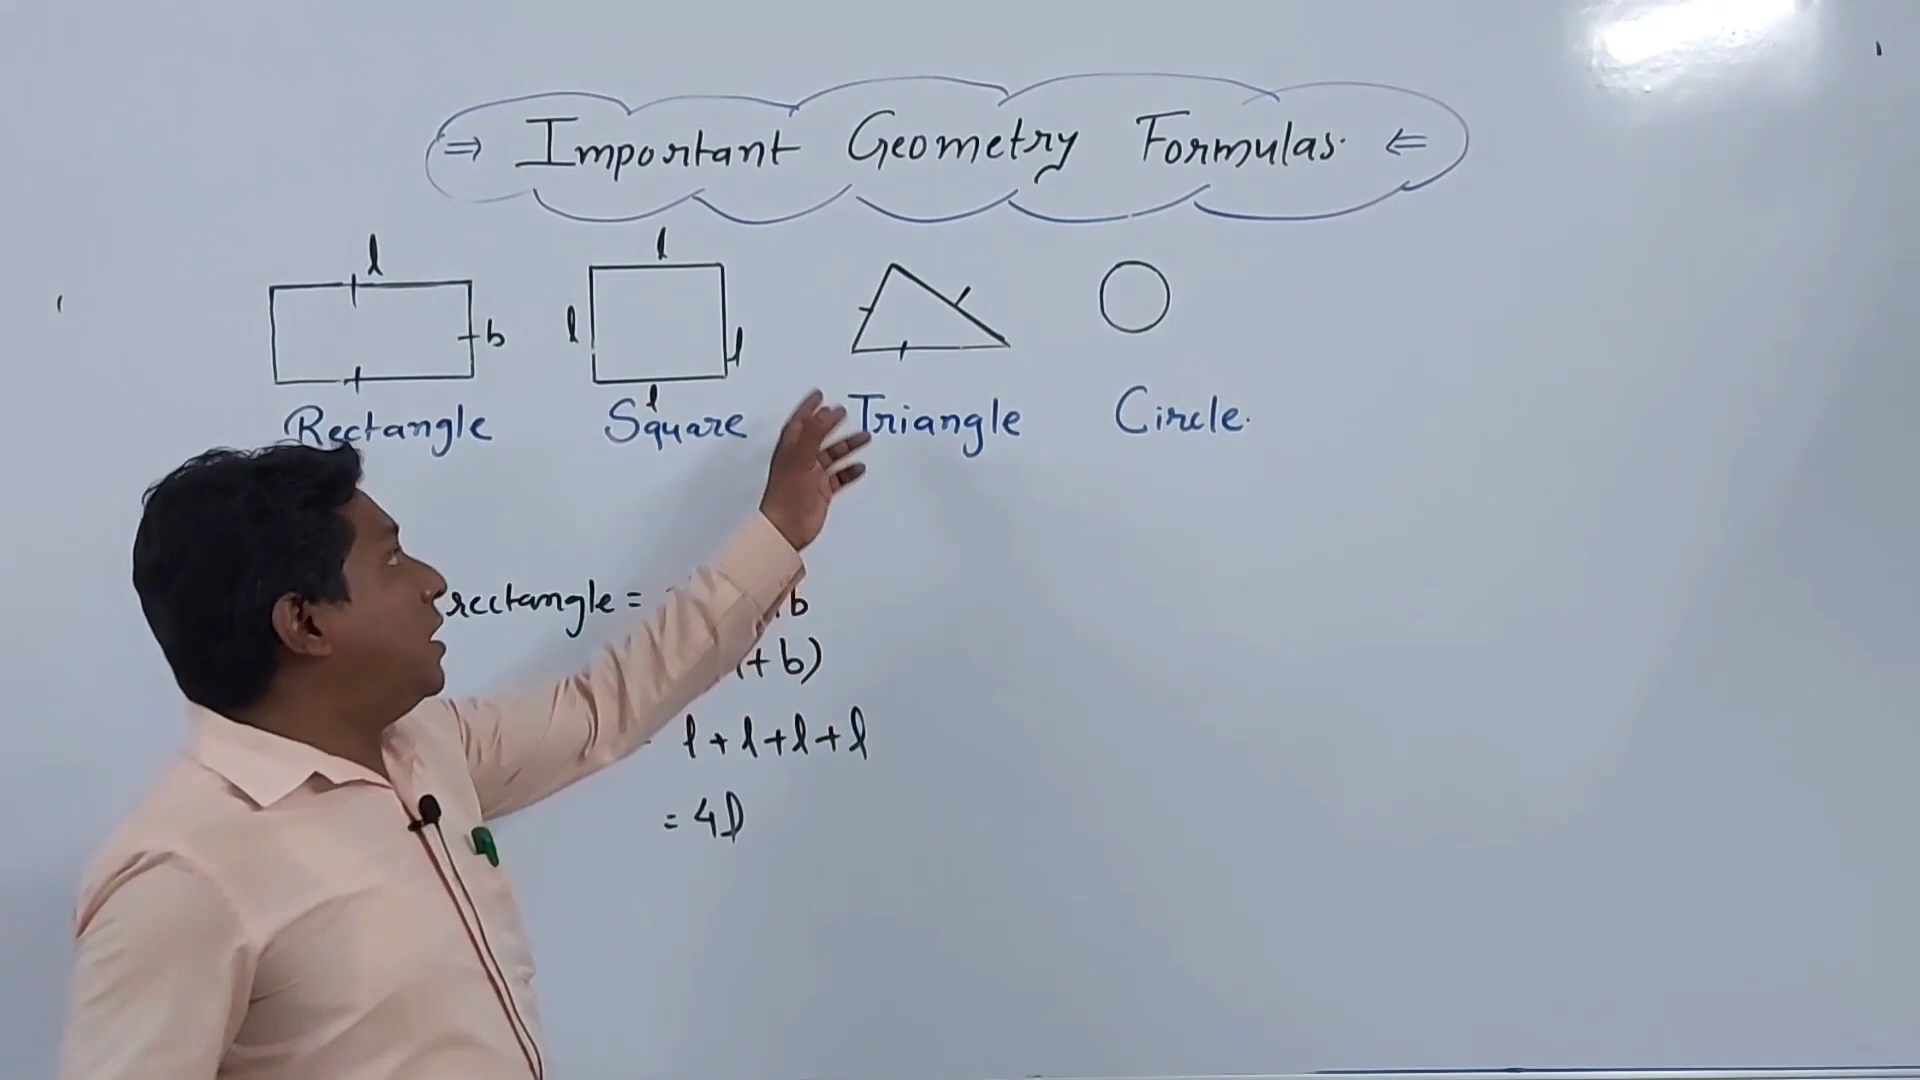 ⇒ Important Geometry Formulas. ⇐
l
l
b
l
l
l
Rectangle Square Triangle Circle.
rectangle = b
+ b)
l + l + l + l
= 4l